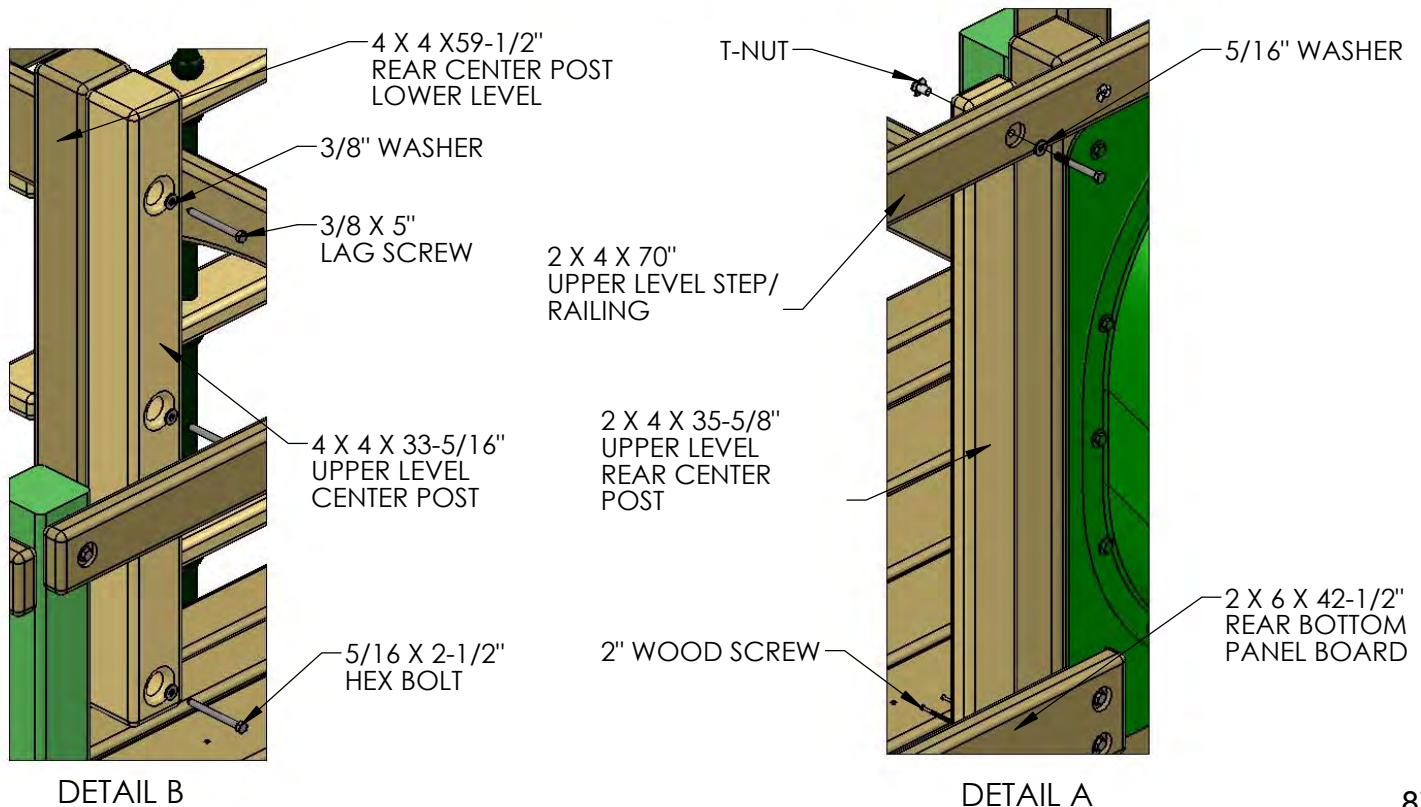 4 X 4 X59-1/2"
REAR CENTER POST
LOWER LEVEL
3/8" WASHER
3/8 X 5"
LAG SCREW
4 X 4 X 33-5/16"
UPPER LEVEL
CENTER POST
5/16 X 2-1/2"
HEX BOLT
DETAIL B
T-NUT
5/16" WASHER
2 X 4 X 70"
UPPER LEVEL STEP/
RAILING
2 X 4 X 35-5/8"
UPPER LEVEL
REAR CENTER
POST
2" WOOD SCREW
2 X 6 X 42-1/2"
REAR BOTTOM
PANEL BOARD
DETAIL A